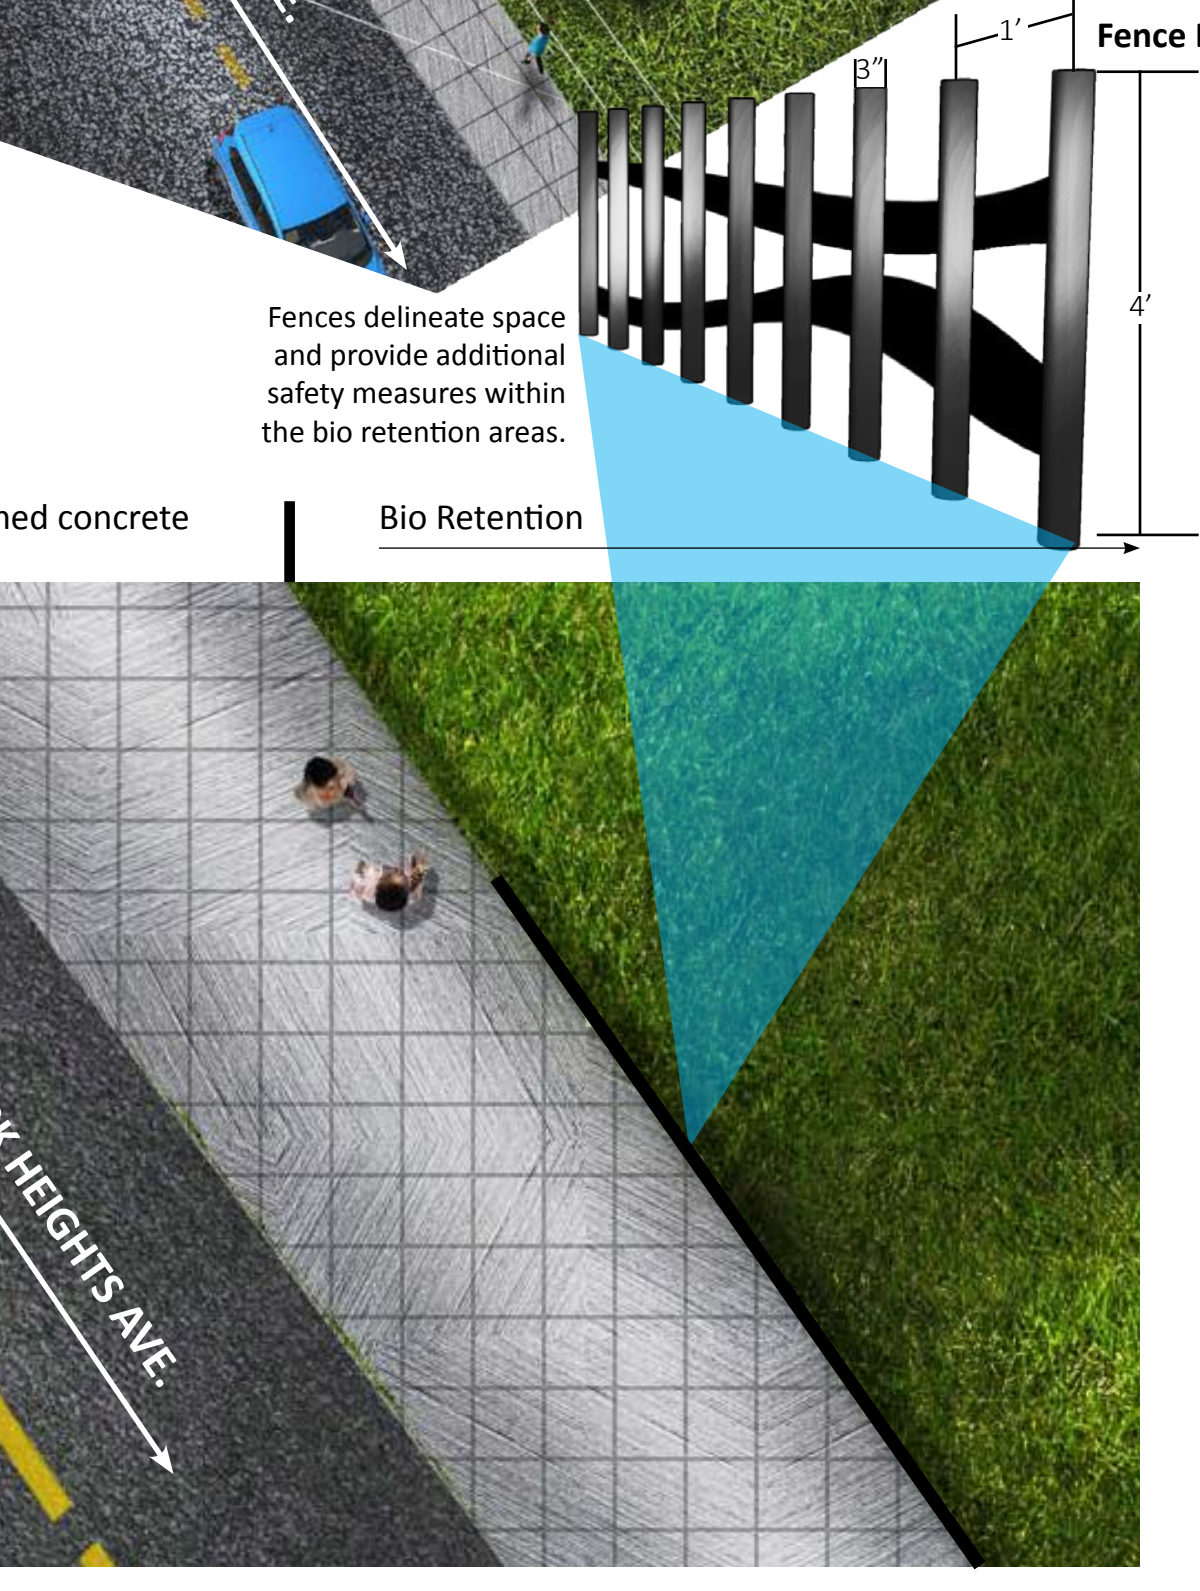 E.
1’
Fence
3”
4’
Fences delineate space
and provide additional
safety measures within
the bio retention areas.
concrete
Bio Retention
HEIGHTS AVE.